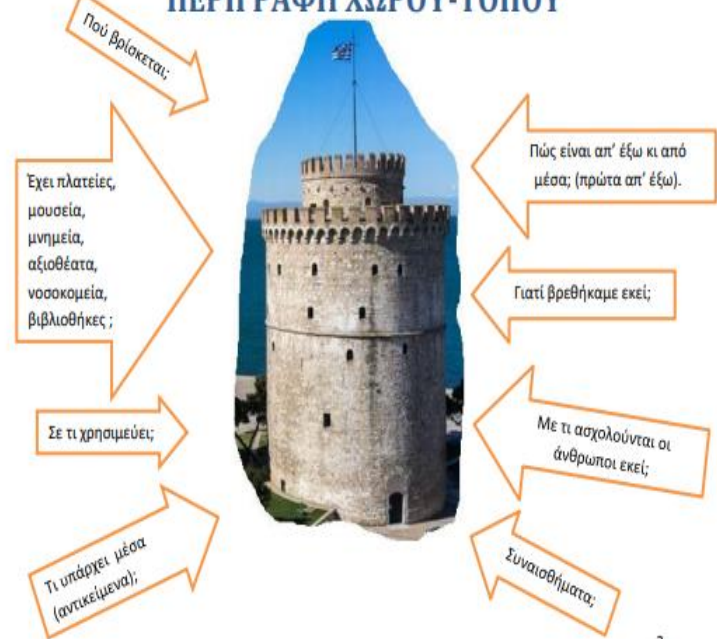 ΠΕΡΙΓΡΑΦΗ ΧΩΡΟΥ-ΤΟΠΟΥ
Πού βρίσκεται;
Έχει πλατείες,
μουσεία,
μνημεία,
αξιοθέατα,
νοσοκομεία,
βιβλιοθήκες ;
Σε τι χρησιμεύει;
Τι υπάρχει μέσα
(αντικείμενα);
Πώς είναι απ’ έξω κι από
μέσα; (πρώτα απ’ έξω).
Γιατί βρεθήκαμε εκεί;
Με τι ασχολούνται οι
άνθρωποι εκεί;
Συναισθήματα;